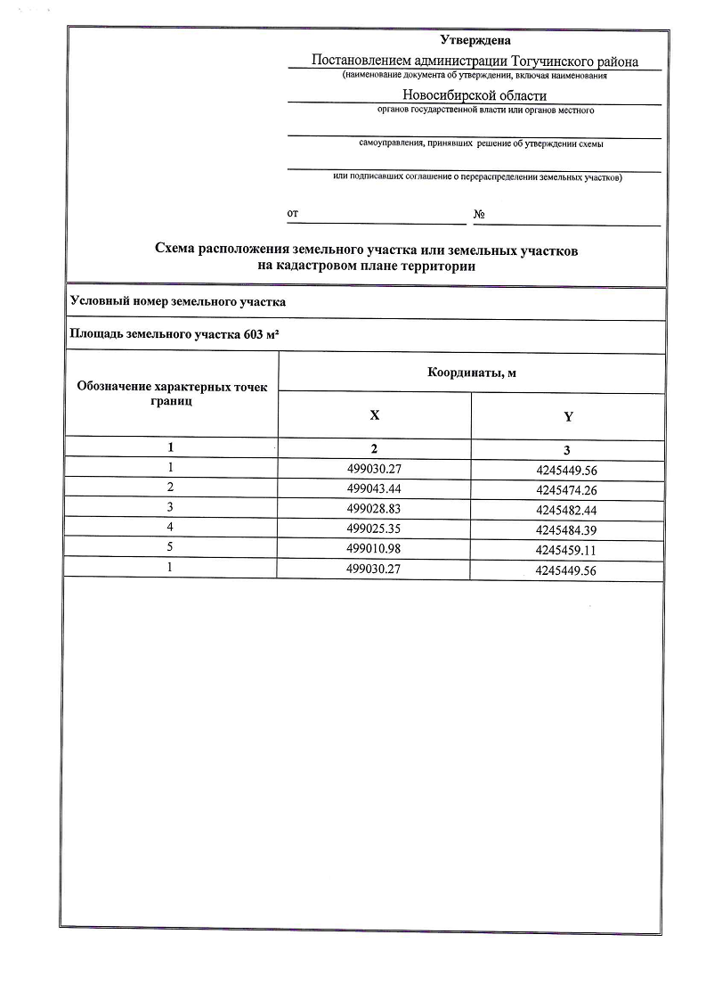 Утверждена
Постановлением администрации Тогучинского района
(наименование документа об утверждении, включая наименования
Новосибирской области
органов государственной власти или органов местного
самоуправления, принявших решение об утверждении схемы
или подписавших соглашение о перераспределении земельных участков)
от №
Схема расположения земельного участка или земельных участков
на кадастровом плане территории
Условный номер земельного участка
Площадь земельного участка 603 м²
Обозначение характерных точек
границ
Координаты, м
X Y
1 2 3
1 499030.27 4245449.56
2 499043.44 4245474.26
3 499028.83 4245482.44
4 499025.35 4245484.39
5 499010.98 4245459.11
1 499030.27 4245449.56